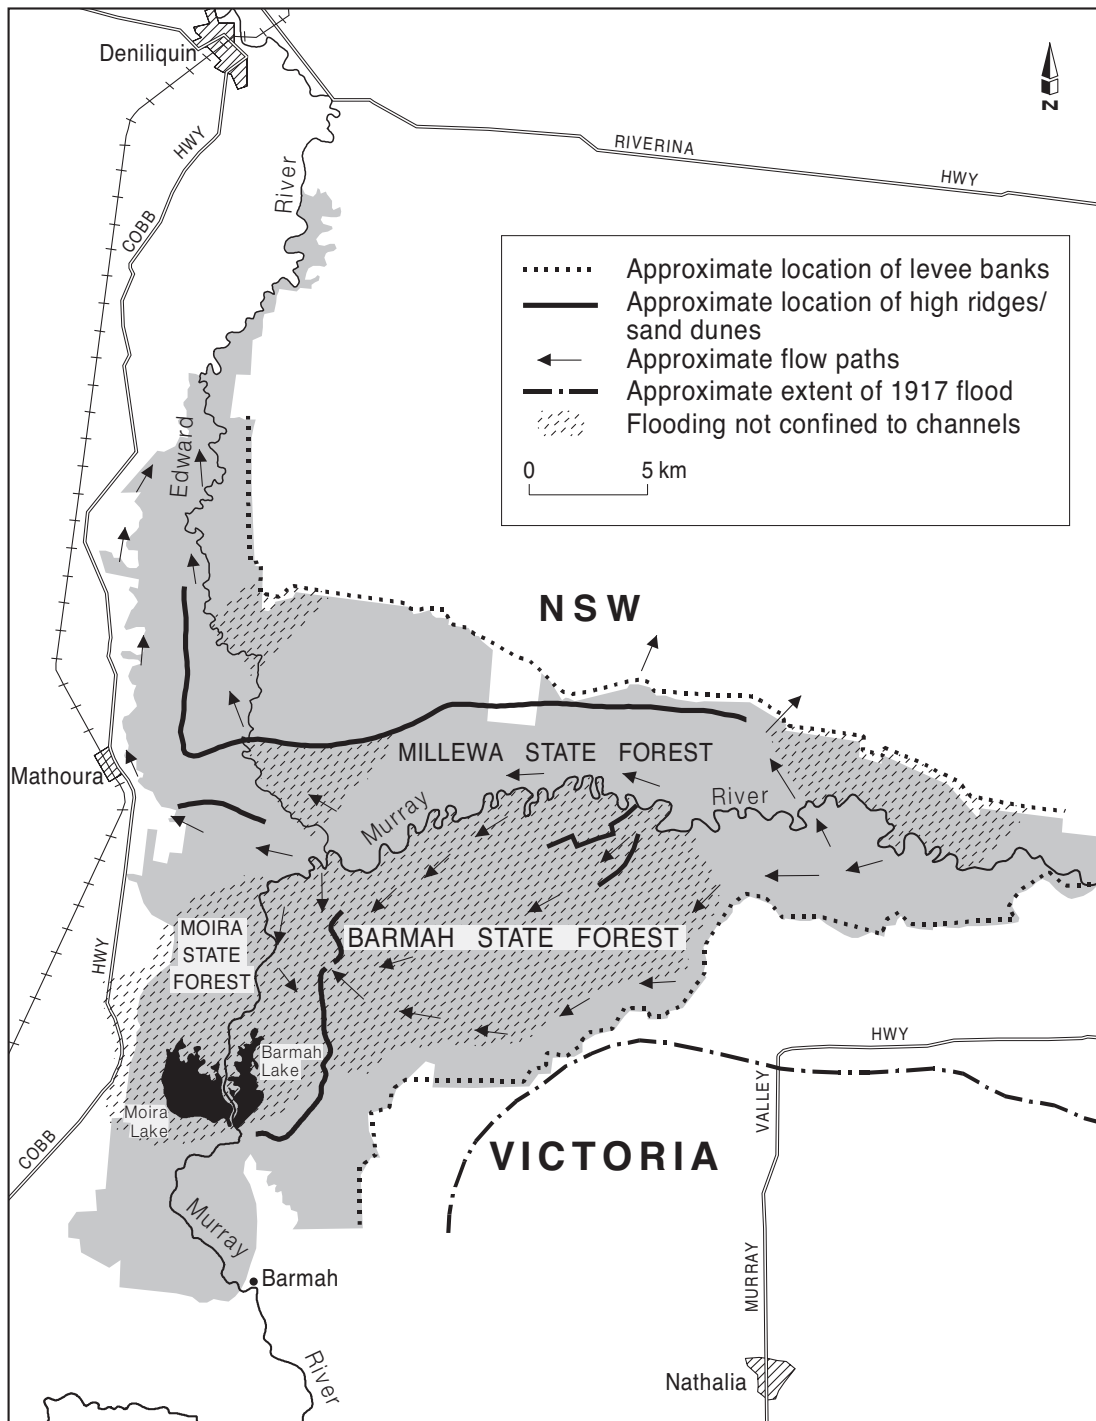 Deniliquin
N
HWY
COBB
River
RIVERINA
HWY
Approximate location of levee banks
Approximate location of high ridges/
sand dunes
Approximate flow paths
Approximate extent of 1917 flood
Flooding not confined to channels
0 5 km
Edward
NSW
MILLEWA STATE FOREST
Mathoura
Murray
River
MOIRA
STATE
FOREST
BARMAH STATE FOREST
HWY
Barmah
Lake
Moira
Lake
HWY
VALLEY
COBB
VICTORIA
Murray
Barmah
MURRAY
River
Nathalia